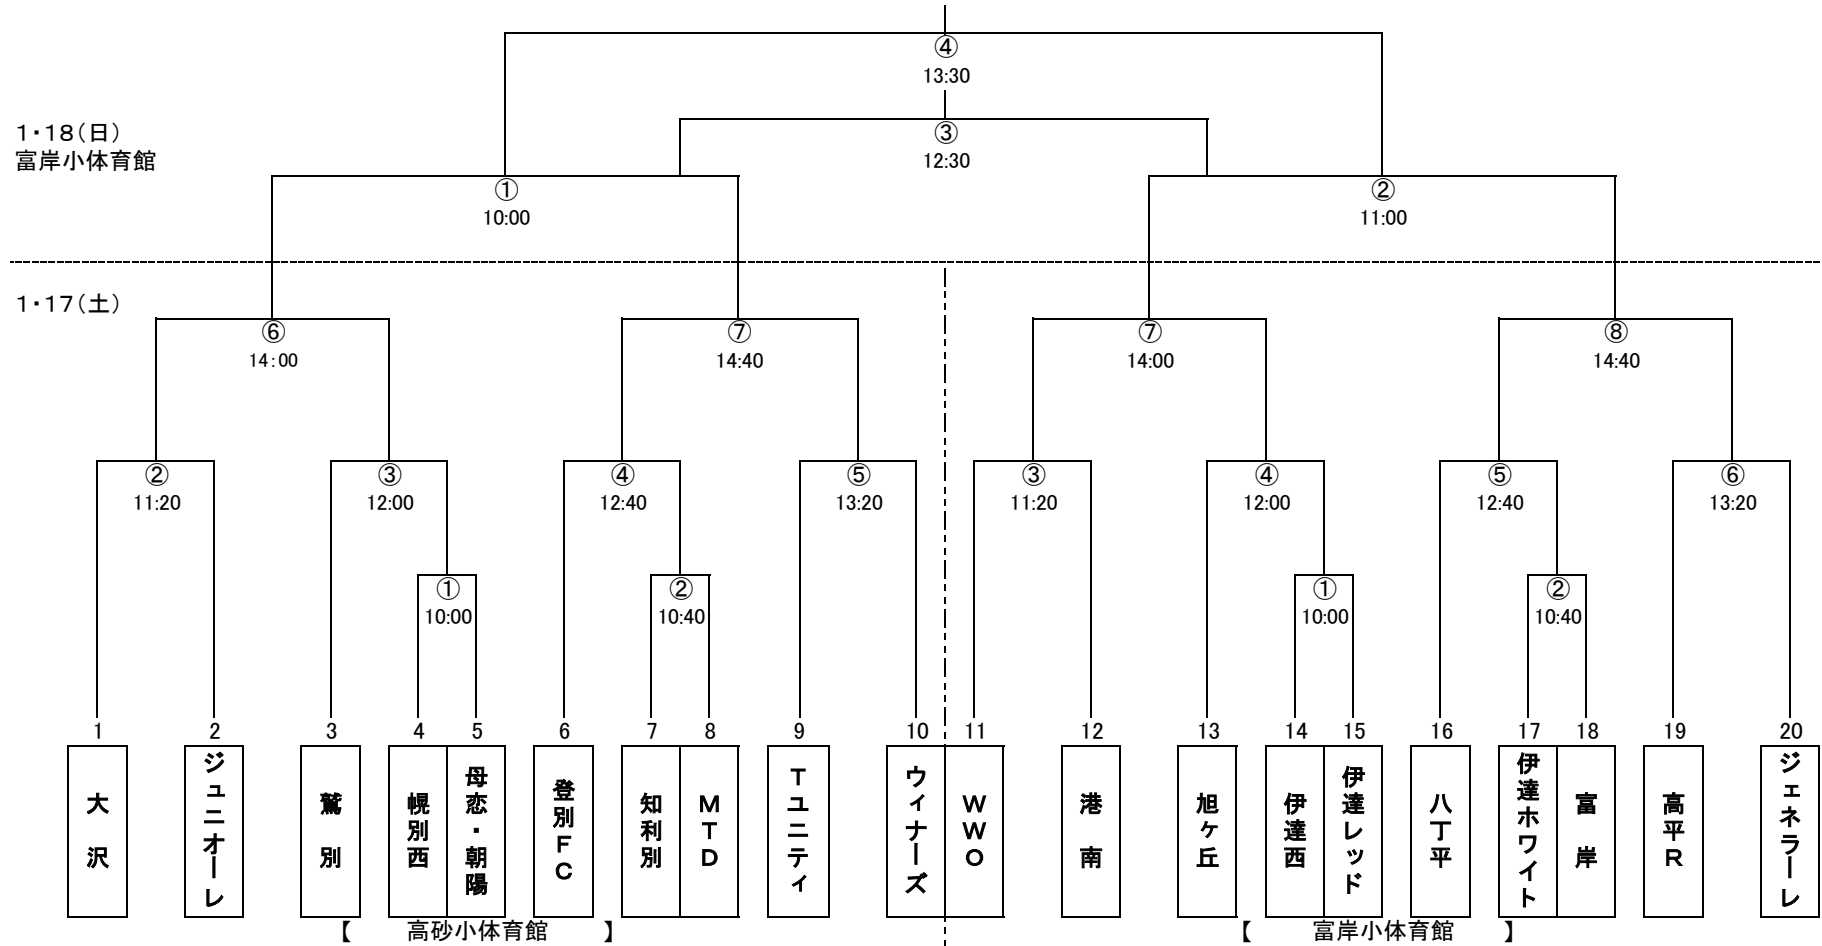 ④
13:30
1・18(日)
富岸小体育館
③
12:30
①
10:00
②
11:00
1・17(土)
⑥
14:00
⑦
14:40
⑦
14:00
⑧
14:40
②
11:20
③
12:00
④
12:40
⑤
13:20
③
11:20
④
12:00
⑤
12:40
⑥
13:20
①
10:00
②
10:40
①
10:00
②
10:40
1 2 3 4 5 6 7 8 9 10 11 12 13 14 15 16 17 18 19 20
大沢
ジュニオーレ
鷲別
幌別西
母恋・朝陽
登別FC
知利別
MTD
Tユニティ
ウィナーズ
WWO
港南
旭ヶ丘
伊達西
伊達レッド
八丁平
伊達ホワイト
富岸
高平R
ジェネラーレ
【 高砂小体育館 】
【 富岸小体育館 】